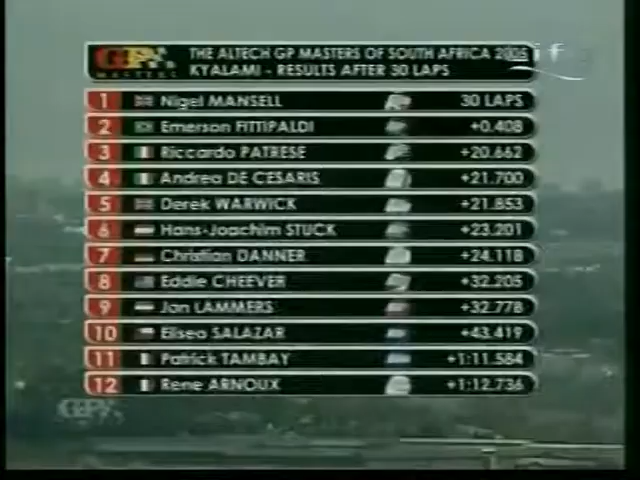 GP MASTERS
THE ALTECH GP MASTERS OF SOUTH AFRICA 2005
KYALAMI - RESULTS AFTER 30 LAPS
1 Nigel MANSELL 30 LAPS
2 Emerson FITTIPALDI +0.408
3 Riccardo PATRESE +20.662
4 Andrea DE CESARIS +21.700
5 Derek WARWICK +21.853
6 Hans-Joachim STUCK +23.201
7 Christian DANNER +24.118
8 Eddie CHEEVER +32.205
9 Jan LAMMERS +32.778
10 Eliseo SALAZAR +43.419
11 Patrick TAMBAY +1:11.584
12 Rene ARNOUX +1:12.736